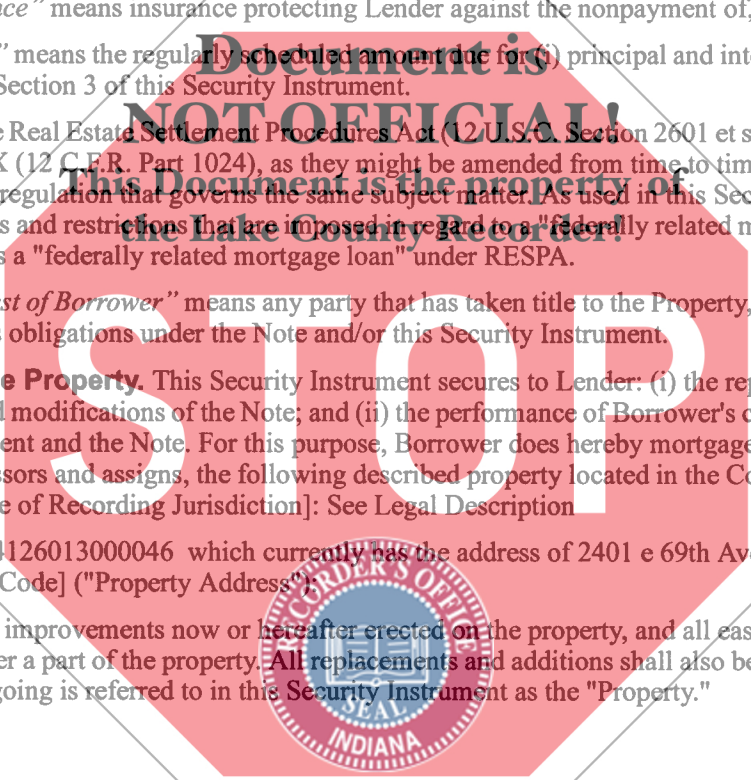 nce" means insurance protecting Lender against the nonpayment of,
" means the regularly scheduled amount due for (i) principal and inte
Section 3 of this Security Instrument.
e Real Estate Settlement Procedures Act (12 U.S.C. Section 2601 et s
X (12 C.F.R. Part 1024), as they might be amended from time to tim
regulation that governs the same subject matter. As used in this Sec
s and restrictions that are imposed in regard to a "federally related m
s a "federally related mortgage loan" under RESPA.
est of Borrower" means any party that has taken title to the Property,
s obligations under the Note and/or this Security Instrument.
e Property. This Security Instrument secures to Lender: (i) the rep
d modifications of the Note; and (ii) the performance of Borrower's c
ent and the Note. For this purpose, Borrower does hereby mortgage
ssors and assigns, the following described property located in the Co
e of Recording Jurisdiction]: See Legal Description
4126013000046 which currently has the address of 2401 e 69th Av
Code] ("Property Address"):
improvements now or hereafter erected on the property, and all eas
er a part of the property. All replacements and additions shall also be
going is referred to in this Security Instrument as the "Property."
Document is
NOT OFFICIAL!
This Document is the property of
the Lake County Recorder!
STOP
RECORDER'S OFFICE
SEAL
INDIANA